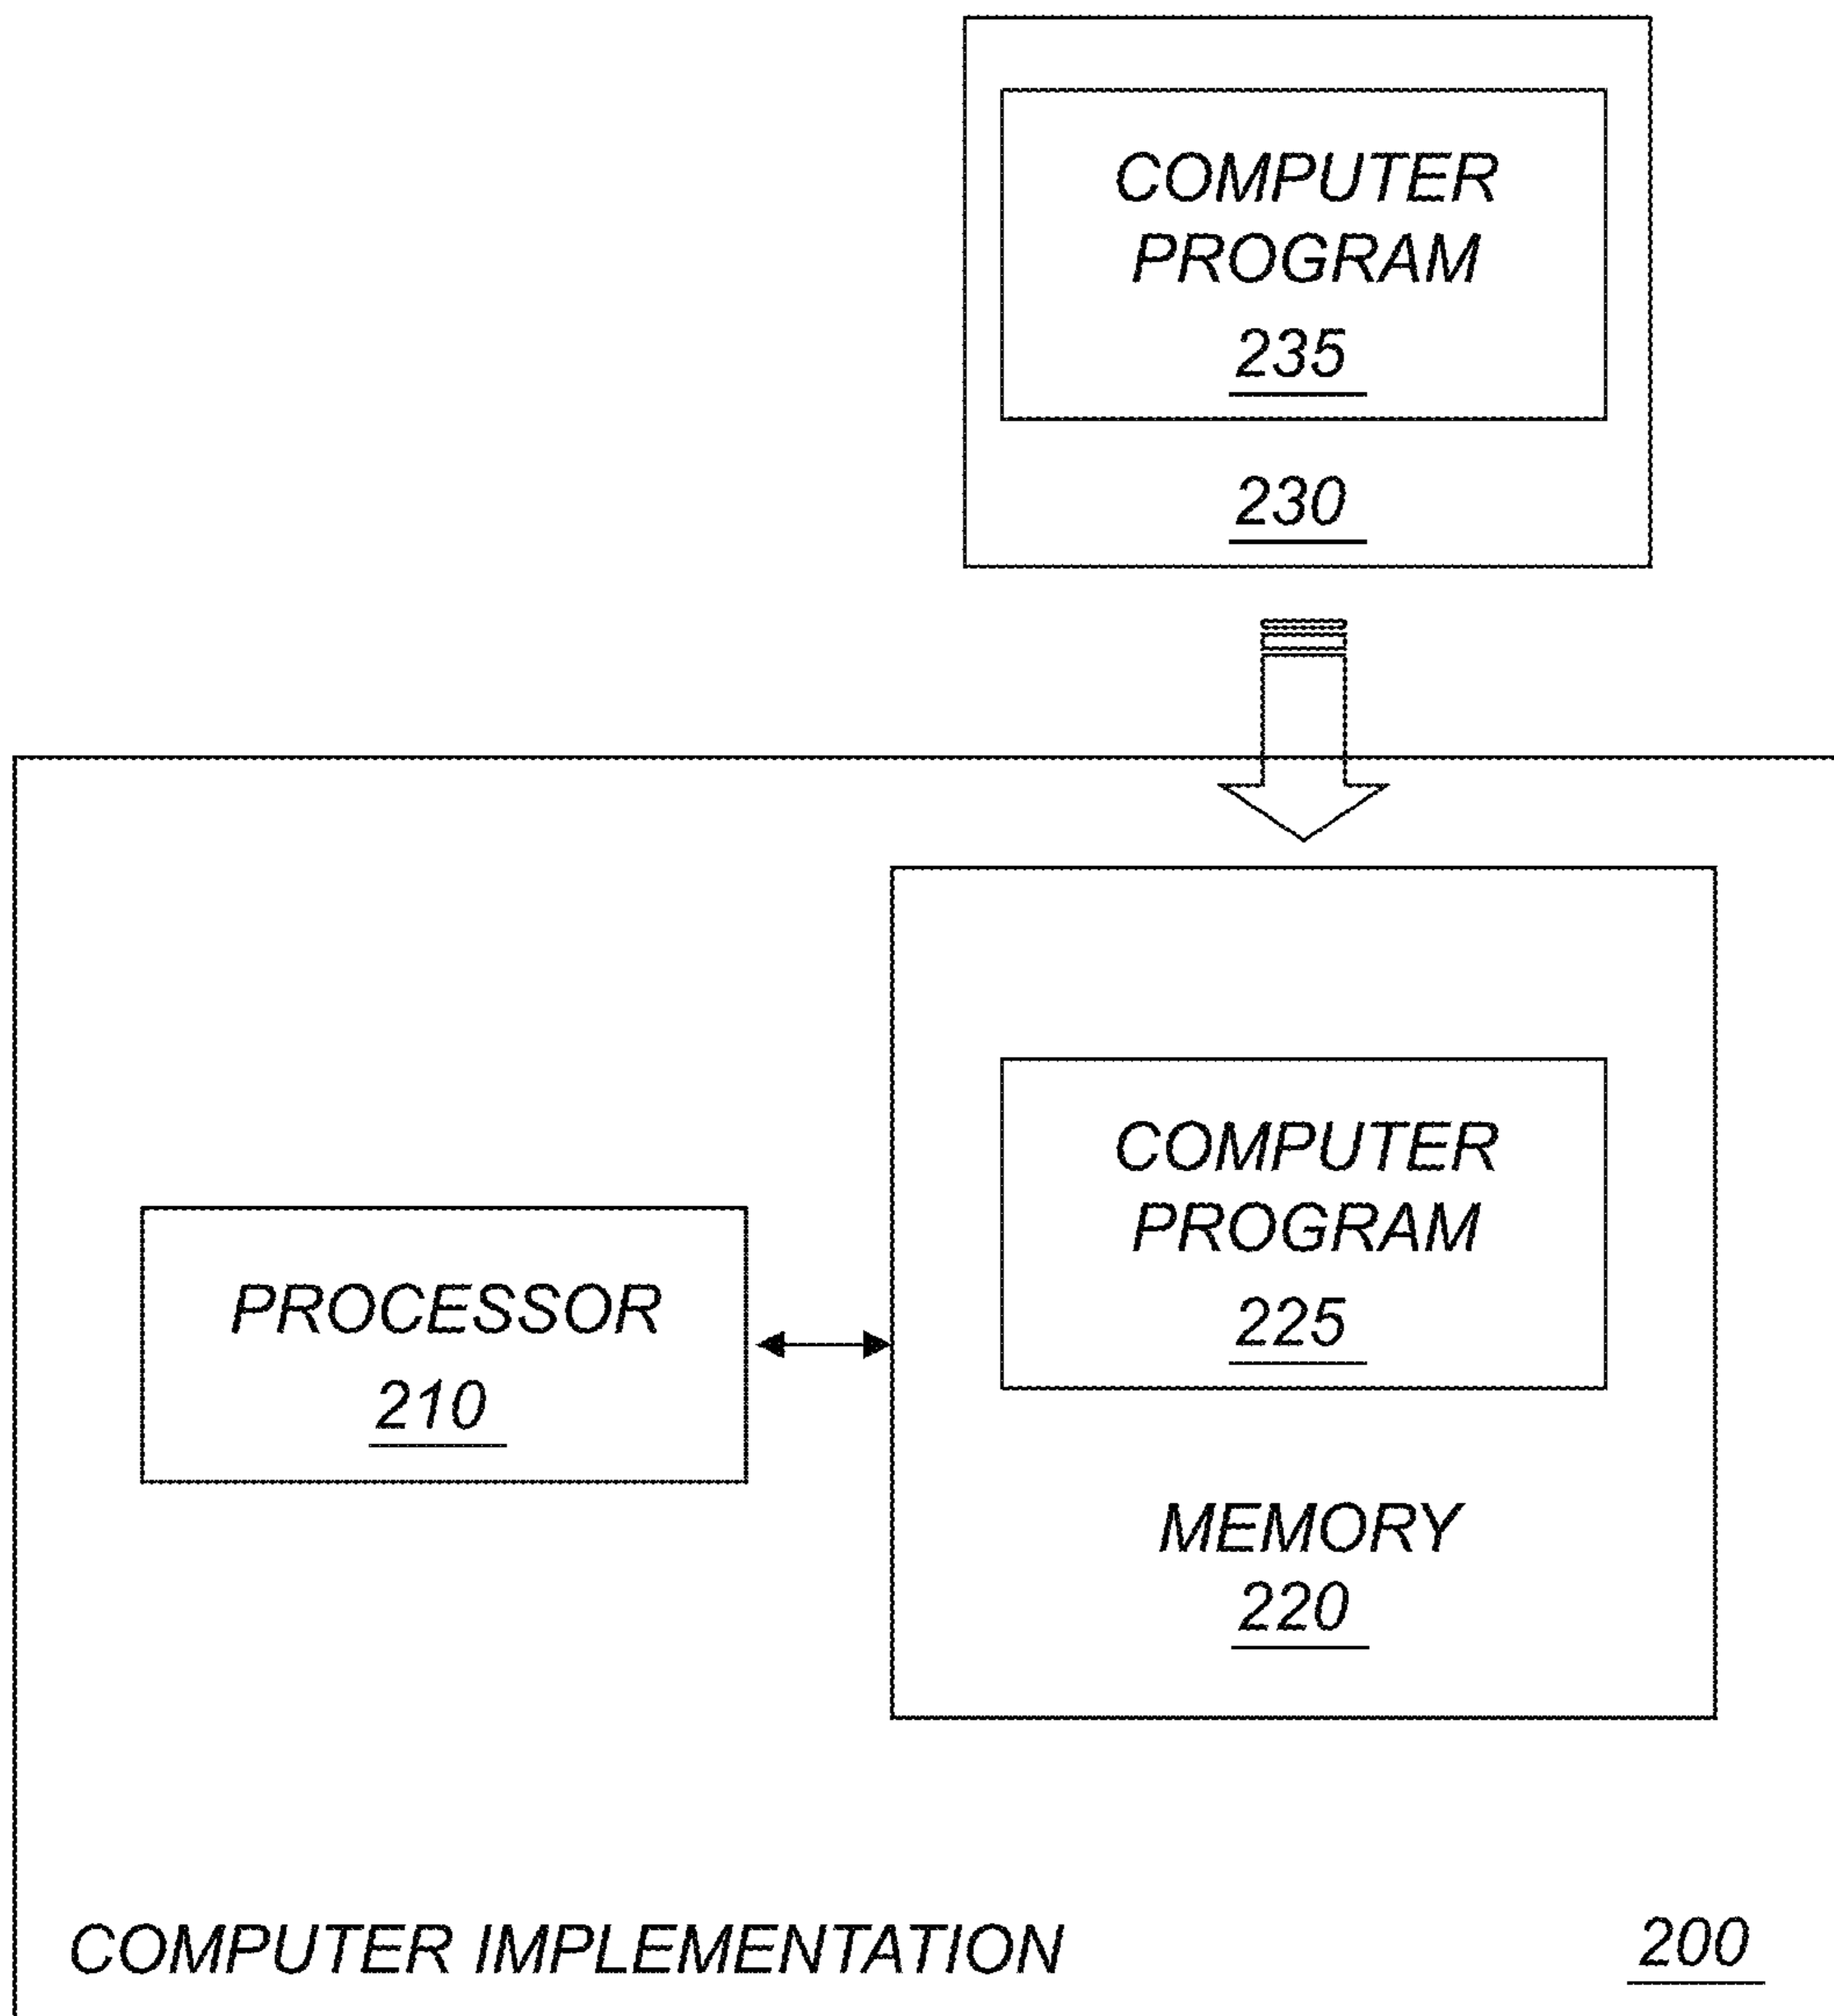 COMPUTER
PROGRAM
235
230
COMPUTER
PROGRAM
225
PROCESSOR
210
MEMORY
220
COMPUTER IMPLEMENTATION
200